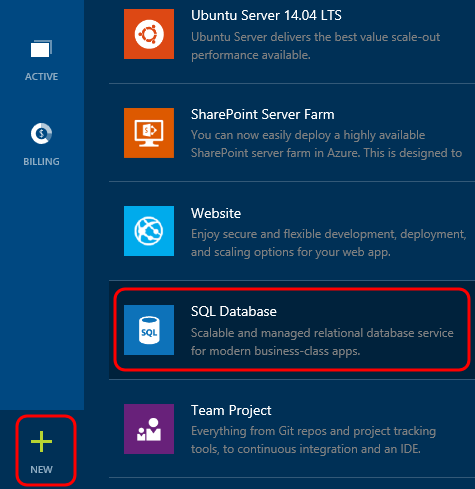 ACTIVE
BILLING
NEW
Ubuntu Server 14.04 LTS
Ubuntu Server delivers the best value scale-out
performance available.
SharePoint Server Farm
You can now easily deploy a highly available
SharePoint server farm in Azure. This is designed to
Website
Enjoy secure and flexible development, deployment,
and scaling options for your web app.
SQL
SQL Database
Scalable and managed relational database service
for modern business-class apps.
Team Project
Everything from Git repos and project tracking
tools, to continuous integration and an IDE.